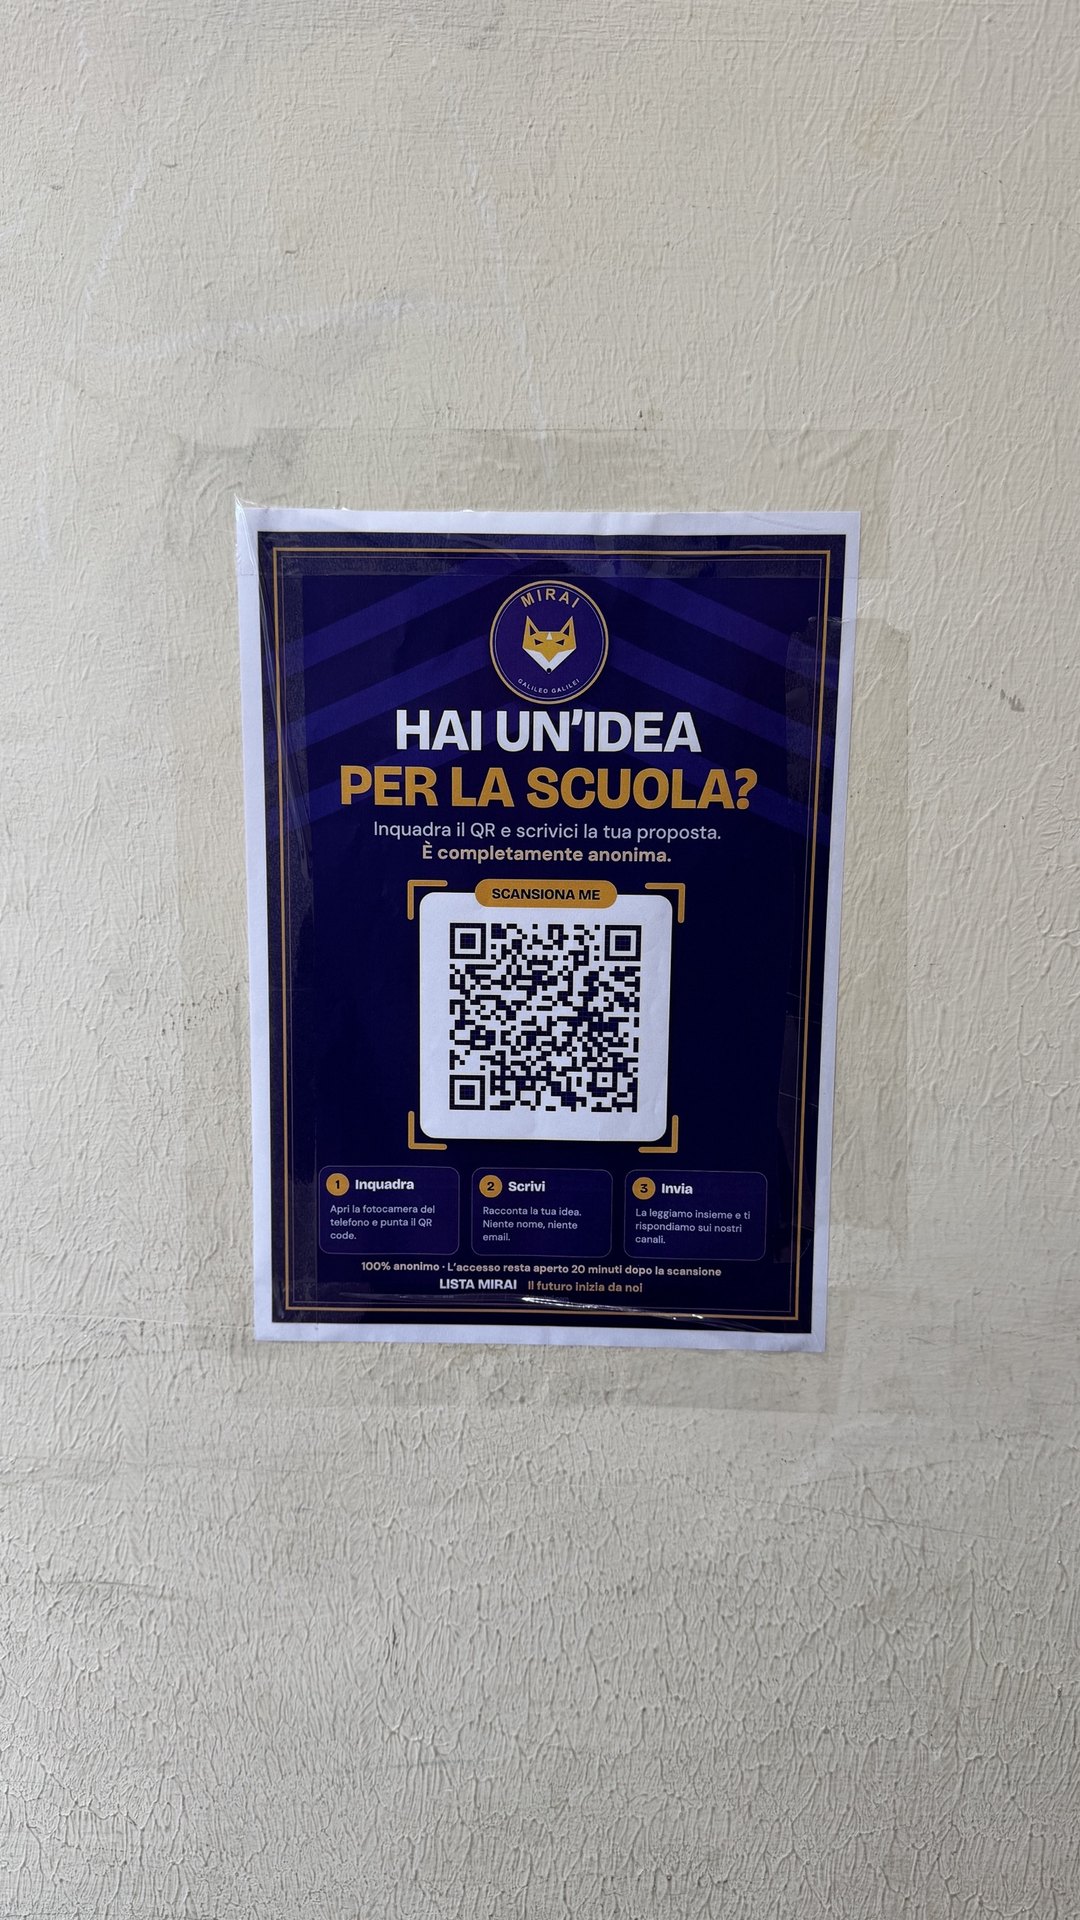 MIRAI
GALILEO GALILEI
HAI UN'IDEA
PER LA SCUOLA?
Inquadra il QR e scrivici la tua proposta.
È completamente anonima.
SCANSIONA ME
1 Inquadra
Apri la fotocamera del
telefono e punta il QR
code.
2 Scrivi
Racconta la tua idea.
Niente nome, niente
email.
3 Invia
La leggiamo insieme e ti
rispondiamo sui nostri
canali.
100% anonimo · L'accesso resta aperto 20 minuti dopo la scansione
LISTA MIRAI Il futuro inizia da noi